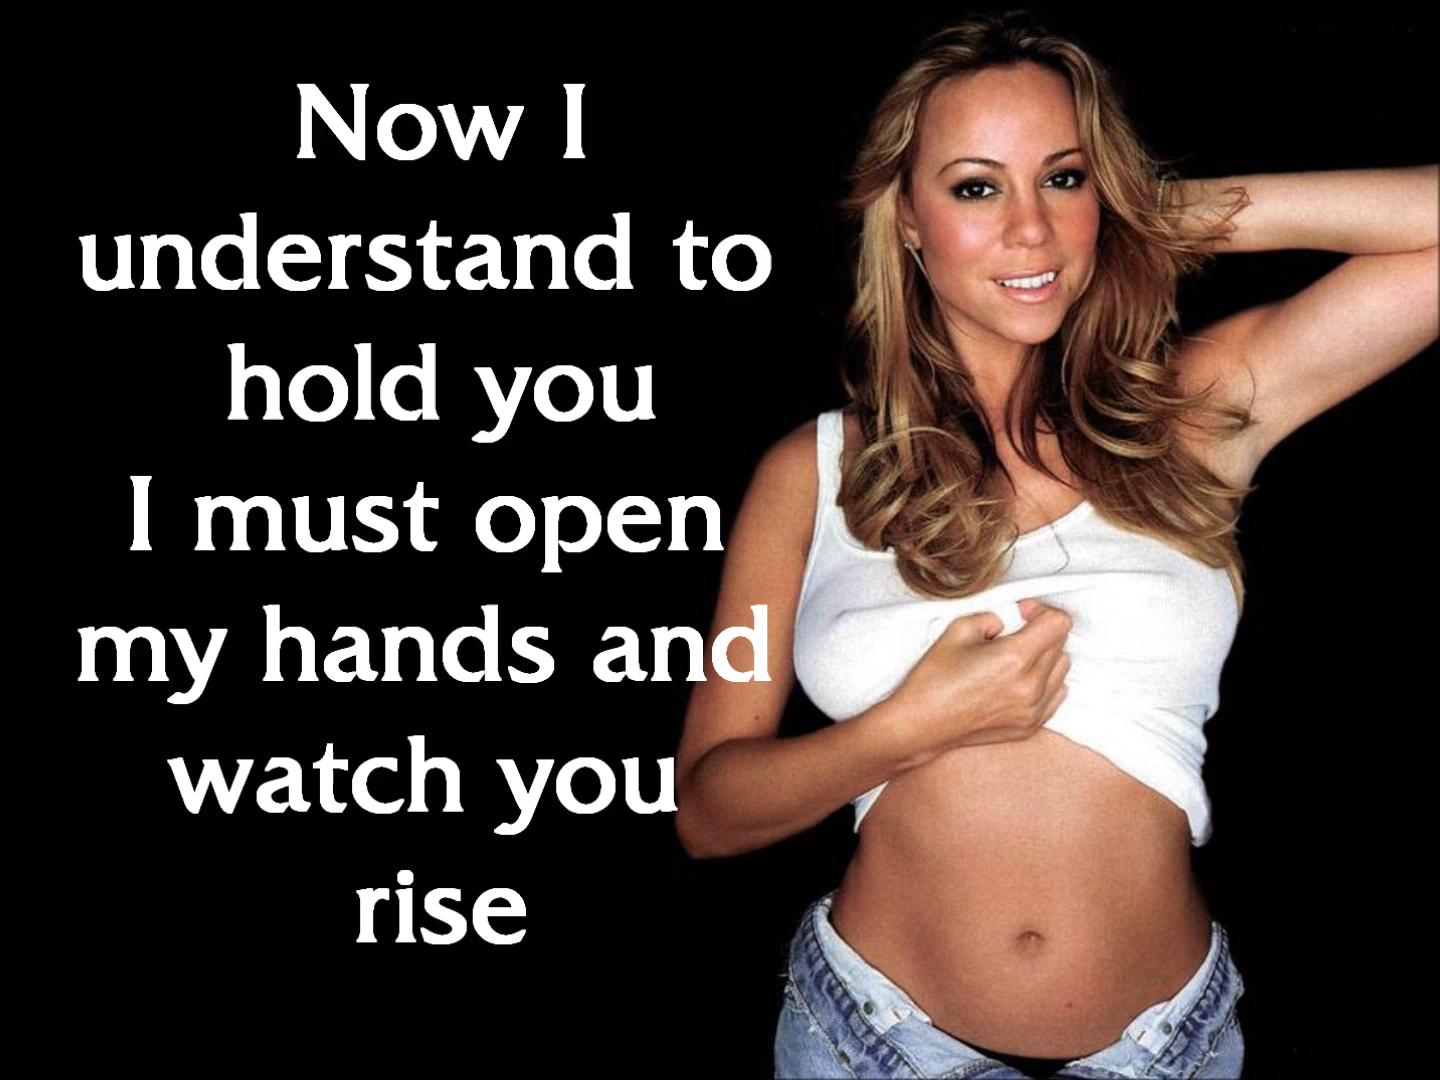 Now I
understand to
hold you
I must open
my hands and
watch you
rise